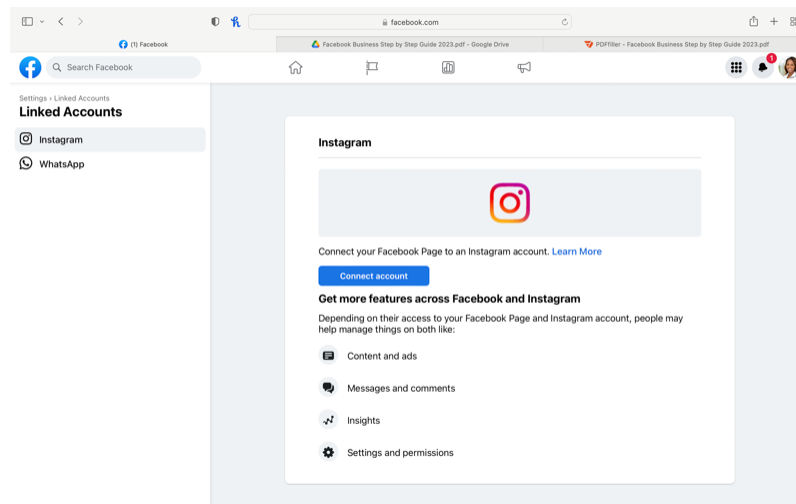 facebook.com
(1) Facebook
Facebook Business Step by Step Guide 2023.pdf - Google Drive
PDFfiller - Facebook Business Step by Step Guide 2023.pdf
Search Facebook
1
Settings › Linked Accounts
Linked Accounts
Instagram
WhatsApp
Instagram
Connect your Facebook Page to an Instagram account. Learn More
Connect account
Get more features across Facebook and Instagram
Depending on their access to your Facebook Page and Instagram account, people may
help manage things on both like:
Content and ads
Messages and comments
Insights
Settings and permissions